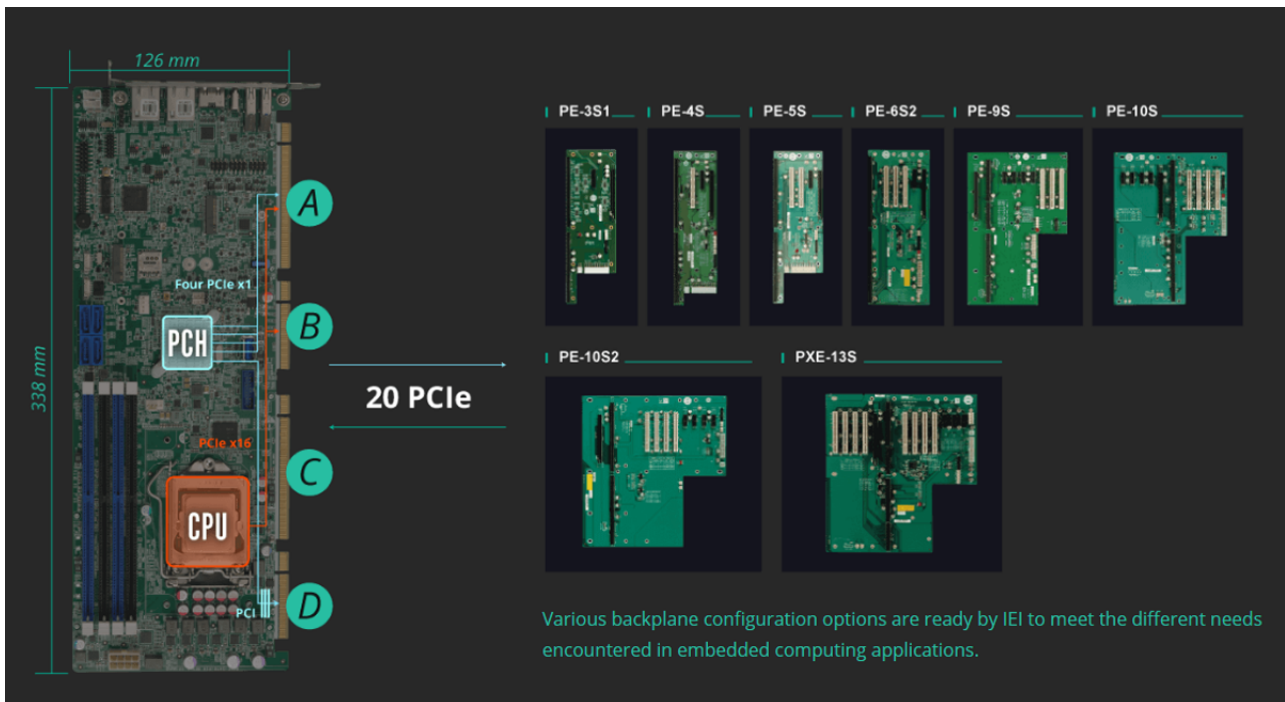 126 mm
338 mm
A
Four PCIe x1
B
PCH
20 PCIe
PCIe x16
C
CPU
D
PCI
PE-3S1
PE-4S
PE-5S
PE-6S2
PE-9S
PE-10S
PE-10S2
PXE-13S
Various backplane configuration options are ready by IEI to meet the different needs
encountered in embedded computing applications.